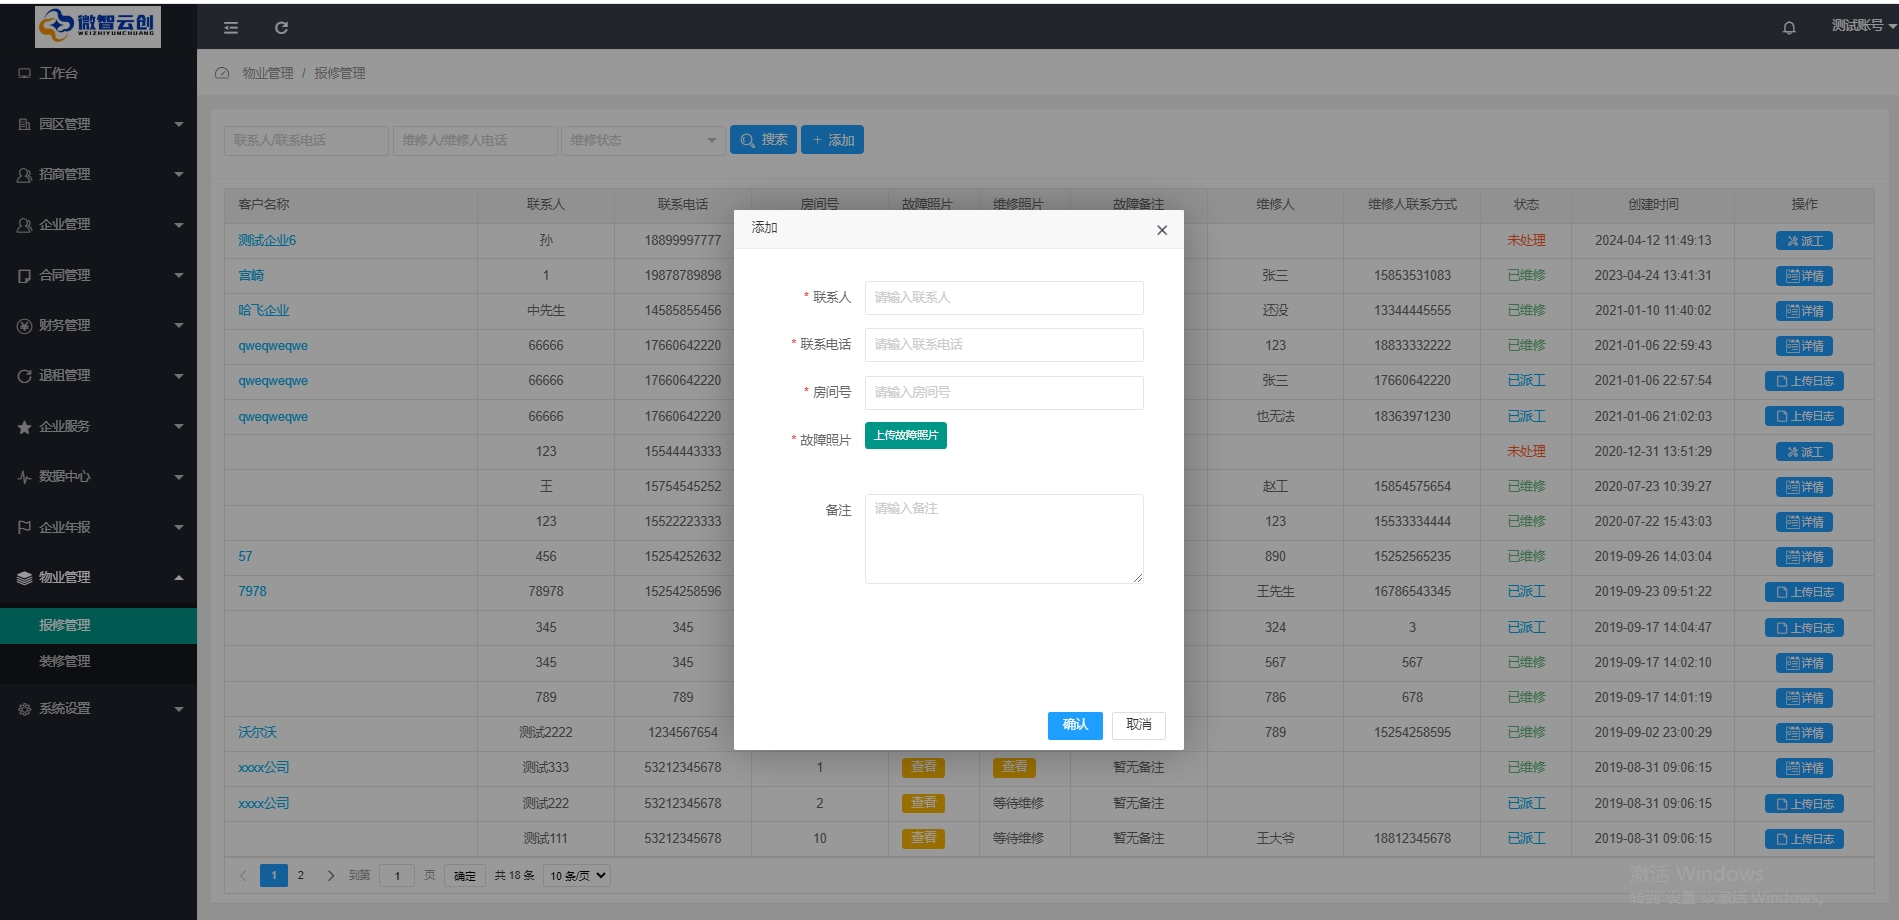 微智云创
WEIZHIYUNCHUANG
测试账号
工作台
园区管理
招商管理
企业管理
合同管理
财务管理
退租管理
企业服务
数据中心
企业年报
物业管理
报修管理
装修管理
系统设置
物业管理 / 报修管理
联系人/联系电话 维修人/维修人电话 维修状态 搜索 + 添加
客户名称 联系人 联系电话 房间号 故障照片 维修照片 故障备注 维修人 维修人联系方式 状态 创建时间 操作
测试企业6 孙 18899997777 未处理 2024-04-12 11:49:13 派工
宫崎 1 19878789898 张三 15853531083 已维修 2023-04-24 13:41:31 详情
哈飞企业 中先生 14585855456 还没 13344445555 已维修 2021-01-10 11:40:02 详情
qweqweqwe 66666 17660642220 123 18833332222 已维修 2021-01-06 22:59:43 详情
qweqweqwe 66666 17660642220 张三 17660642220 已派工 2021-01-06 22:57:54 上传日志
qweqweqwe 66666 17660642220 也无法 18363971230 已派工 2021-01-06 21:02:03 上传日志
123 15544443333 未处理 2020-12-31 13:51:29 派工
王 15754545252 赵工 15854575654 已维修 2020-07-23 10:39:27 详情
123 15522223333 123 15533334444 已维修 2020-07-22 15:43:03 详情
57 456 15254252632 890 15252565235 已维修 2019-09-26 14:03:04 详情
7978 78978 15254258596 王先生 16786543345 已派工 2019-09-23 09:51:22 上传日志
345 345 324 3 已派工 2019-09-17 14:04:47 上传日志
345 345 567 567 已维修 2019-09-17 14:02:10 详情
789 789 786 678 已维修 2019-09-17 14:01:19 详情
沃尔沃 测试2222 1234567654 789 15254258595 已维修 2019-09-02 23:00:29 详情
xxxx公司 测试333 53212345678 1 查看 查看 暂无备注 已维修 2019-08-31 09:06:15 详情
xxxx公司 测试222 53212345678 2 查看 等待维修 暂无备注 已派工 2019-08-31 09:06:15 上传日志
测试111 53212345678 10 查看 等待维修 暂无备注 王大爷 18812345678 已派工 2019-08-31 09:06:15 上传日志
1 2 到第 1 页 确定 共 18 条 10 条/页
添加
* 联系人 请输入联系人
* 联系电话 请输入联系电话
* 房间号 请输入房间号
* 故障照片 上传故障照片
备注 请输入备注
确认 取消
激活 Windows
转到"设置"以激活 Windows。